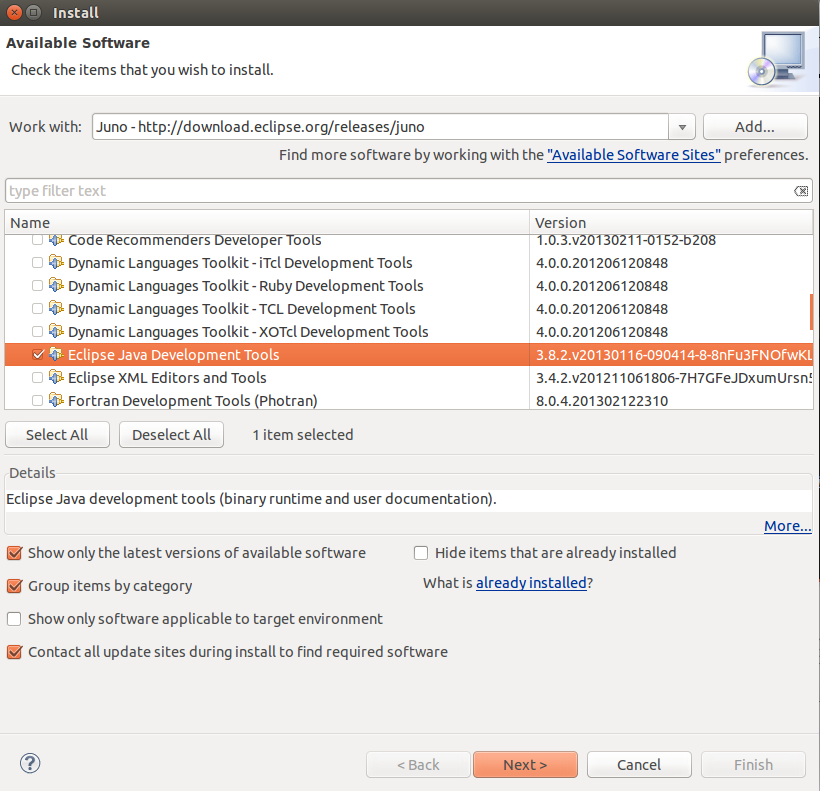 Install
Available Software
Check the items that you wish to install.
Work with: Juno - http://download.eclipse.org/releases/juno Add...
Find more software by working with the "Available Software Sites" preferences.
type filter text
Name Version
Code Recommenders Developer Tools 1.0.3.v20130211-0152-b208
Dynamic Languages Toolkit - iTcl Development Tools 4.0.0.201206120848
Dynamic Languages Toolkit - Ruby Development Tools 4.0.0.201206120848
Dynamic Languages Toolkit - TCL Development Tools 4.0.0.201206120848
Dynamic Languages Toolkit - XOTcl Development Tools 4.0.0.201206120848
Eclipse Java Development Tools 3.8.2.v20130116-090414-8-8nFu3FNOfwKL
Eclipse XML Editors and Tools 3.4.2.v201211061806-7H7GFeJDxumUrsn5
Fortran Development Tools (Photran) 8.0.4.201302122310
Select All Deselect All 1 item selected
Details
Eclipse Java development tools (binary runtime and user documentation).
More...
Show only the latest versions of available software Hide items that are already installed
Group items by category What is already installed?
Show only software applicable to target environment
Contact all update sites during install to find required software
? < Back Next > Cancel Finish